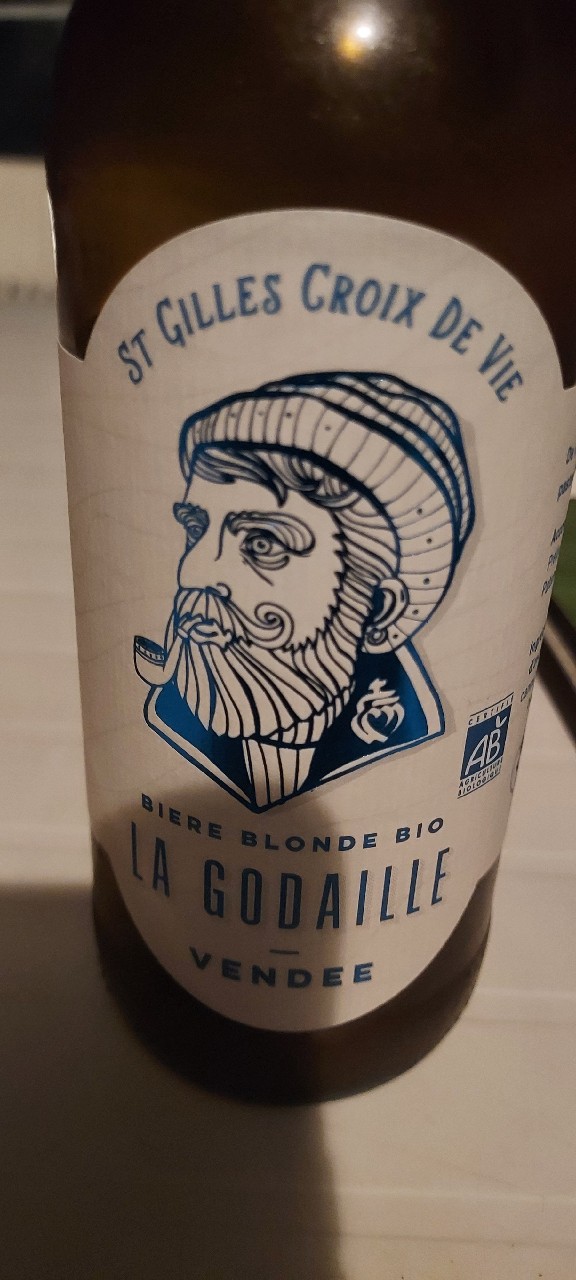 St Gilles Croix De Vie
CERTIFIÉ
AB
AGRICULTURE
BIOLOGIQUE
BIERE BLONDE BIO
LA GODAILLE
VENDEE